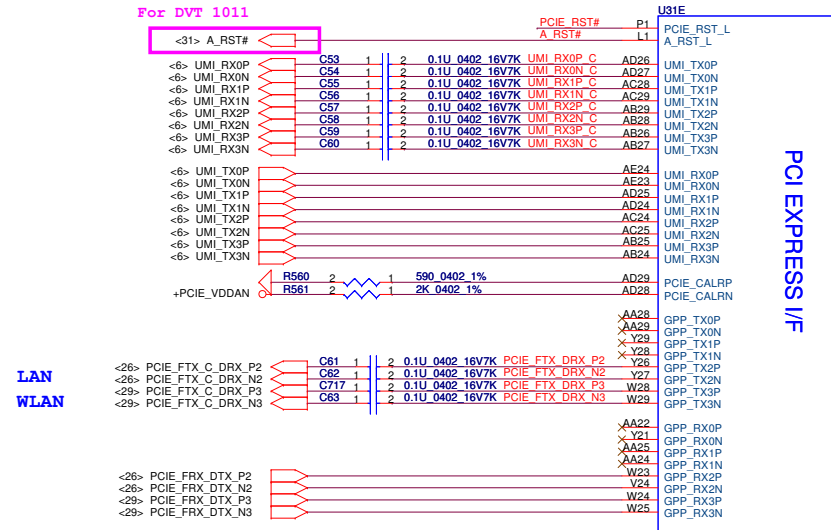 For DVT 1011
U31E
<31> A_RST#
PCIE_RST# P1 PCIE_RST_L
A_RST# L1 A_RST_L
<6> UMI_RX0P C53 1 2 0.1U_0402_16V7K UMI_RX0P_C AD26 UMI_TX0P
<6> UMI_RX0N C54 1 2 0.1U_0402_16V7K UMI_RX0N_C AD27 UMI_TX0N
<6> UMI_RX1P C55 1 2 0.1U_0402_16V7K UMI_RX1P_C AC28 UMI_TX1P
<6> UMI_RX1N C56 1 2 0.1U_0402_16V7K UMI_RX1N_C AC29 UMI_TX1N
<6> UMI_RX2P C57 1 2 0.1U_0402_16V7K UMI_RX2P_C AB29 UMI_TX2P
<6> UMI_RX2N C58 1 2 0.1U_0402_16V7K UMI_RX2N_C AB28 UMI_TX2N
<6> UMI_RX3P C59 1 2 0.1U_0402_16V7K UMI_RX3P_C AB26 UMI_TX3P
<6> UMI_RX3N C60 1 2 0.1U_0402_16V7K UMI_RX3N_C AB27 UMI_TX3N
<6> UMI_TX0P AE24 UMI_RX0P
<6> UMI_TX0N AE23 UMI_RX0N
<6> UMI_TX1P AD25 UMI_RX1P
<6> UMI_TX1N AD24 UMI_RX1N
<6> UMI_TX2P AC24 UMI_RX2P
<6> UMI_TX2N AC25 UMI_RX2N
<6> UMI_TX3P AB25 UMI_RX3P
<6> UMI_TX3N AB24 UMI_RX3N
PCI EXPRESS I/F
R560 2 1 590_0402_1% AD29 PCIE_CALRP
+PCIE_VDDAN R561 2 1 2K_0402_1% AD28 PCIE_CALRN
AA28 GPP_TX0P
AA29 GPP_TX0N
Y29 GPP_TX1P
Y28 GPP_TX1N
LAN
<26> PCIE_FTX_C_DRX_P2 C61 1 2 0.1U_0402_16V7K PCIE_FTX_DRX_P2 Y26 GPP_TX2P
<26> PCIE_FTX_C_DRX_N2 C62 1 2 0.1U_0402_16V7K PCIE_FTX_DRX_N2 Y27 GPP_TX2N
WLAN
<29> PCIE_FTX_C_DRX_P3 C717 1 2 0.1U_0402_16V7K PCIE_FTX_DRX_P3 W28 GPP_TX3P
<29> PCIE_FTX_C_DRX_N3 C63 1 2 0.1U_0402_16V7K PCIE_FTX_DRX_N3 W29 GPP_TX3N
AA22 GPP_RX0P
Y21 GPP_RX0N
AA25 GPP_RX1P
AA24 GPP_RX1N
<26> PCIE_FRX_DTX_P2 W23 GPP_RX2P
<26> PCIE_FRX_DTX_N2 V24 GPP_RX2N
<29> PCIE_FRX_DTX_P3 W24 GPP_RX3P
<29> PCIE_FRX_DTX_N3 W25 GPP_RX3N